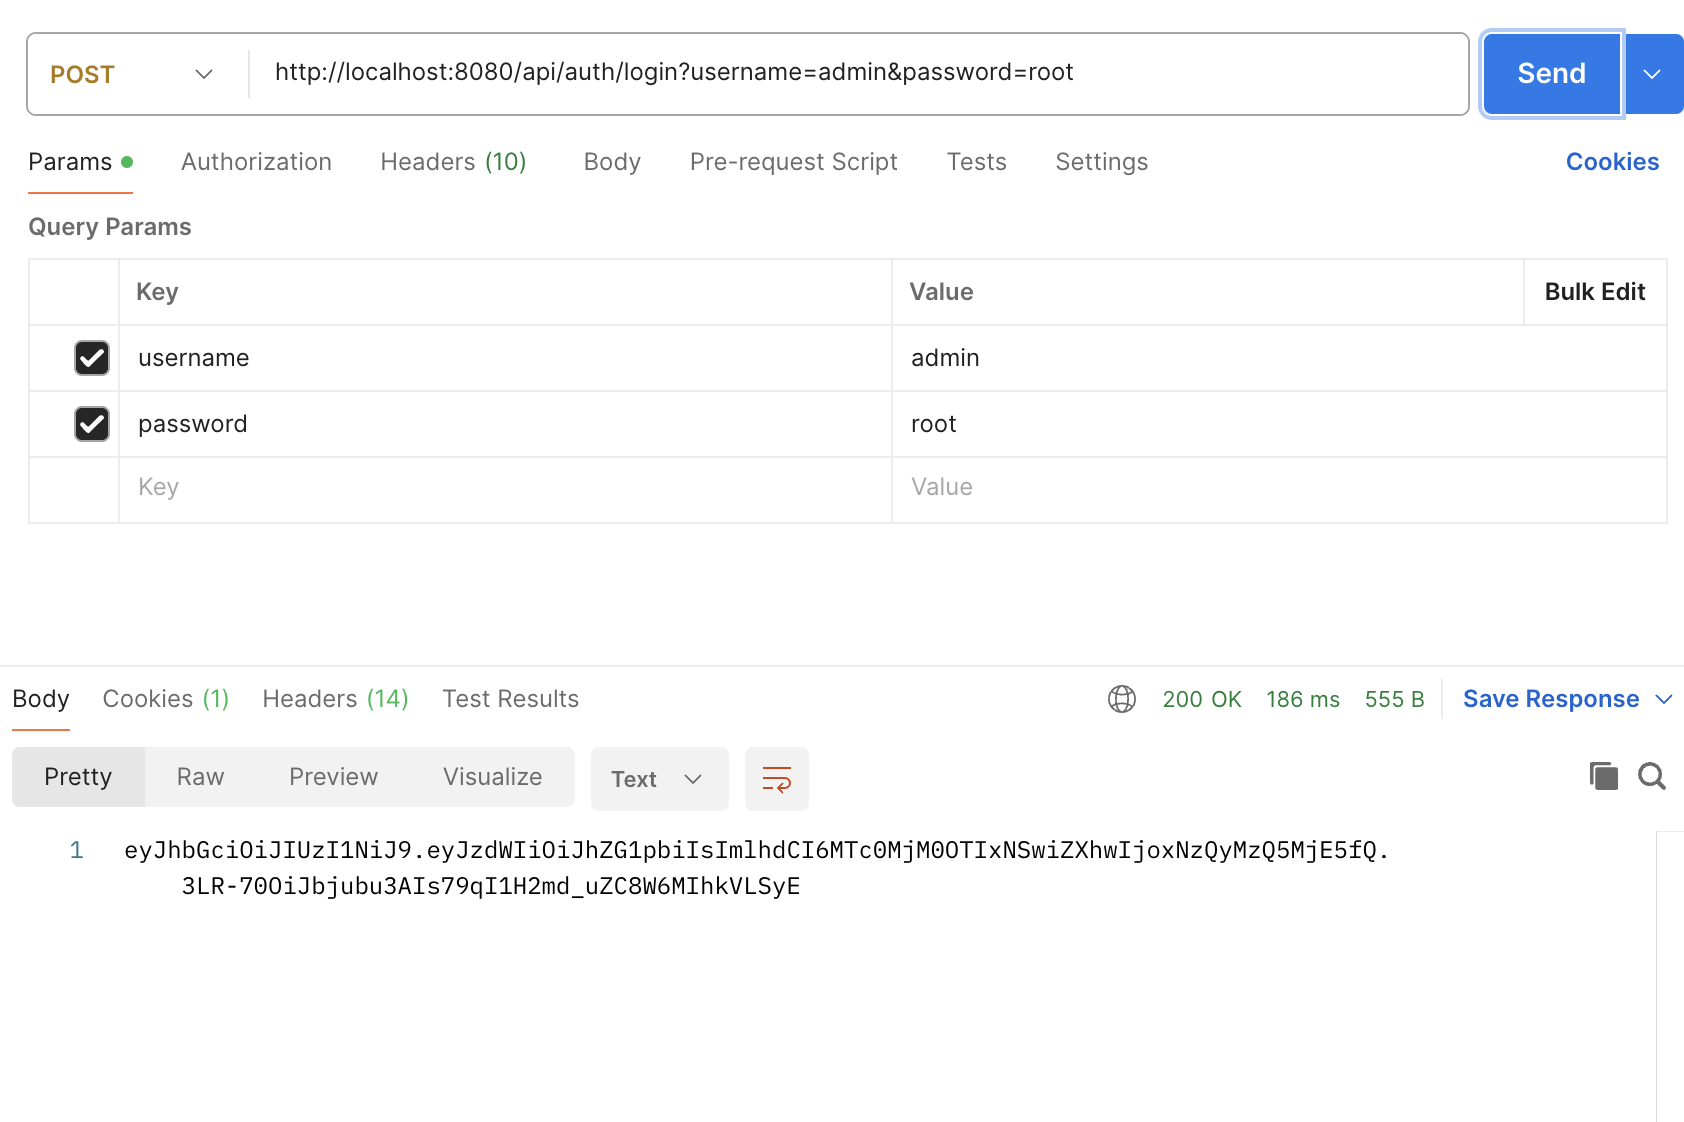 POST
http://localhost:8080/api/auth/login?username=admin&password=root
Send
Params
Authorization
Headers (10)
Body
Pre-request Script
Tests
Settings
Cookies
Query Params
Key
Value
Bulk Edit
username
admin
password
root
Key
Value
Body
Cookies (1)
Headers (14)
Test Results
200 OK
186 ms
555 B
Save Response
Pretty
Raw
Preview
Visualize
Text
1
eyJhbGciOiJIUzI1NiJ9.eyJzdWIiOiJhZG1pbiIsImlhdCI6MTc0MjM0OTIxNSwiZXhwIjoxNzQyMzQ5MjE5fQ.
3LR-70OiJbjubu3AIs79qI1H2md_uZC8W6MIhkVLSyE